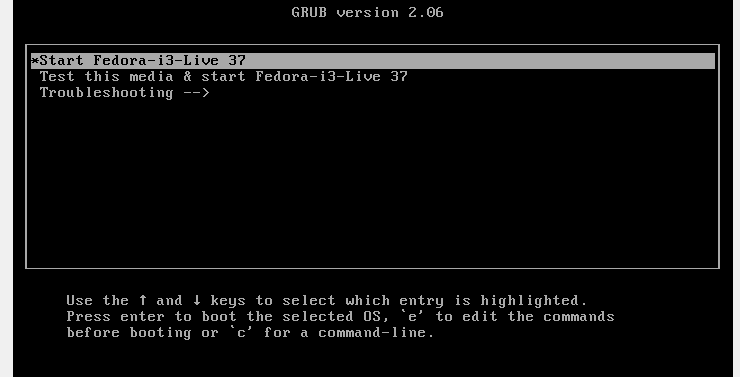 GRUB version 2.06
*Start Fedora-i3-Live 37
Test this media & start Fedora-i3-Live 37
Troubleshooting -->
Use the ↑ and ↓ keys to select which entry is highlighted.
Press enter to boot the selected OS, `e' to edit the commands
before booting or `c' for a command-line.